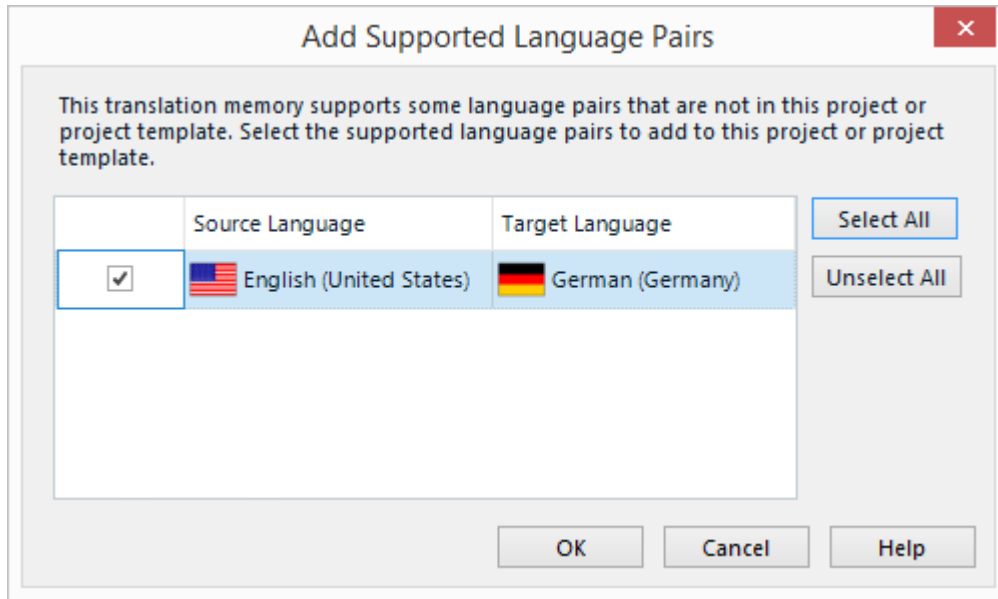 Add Supported Language Pairs
This translation memory supports some language pairs that are not in this project or
project template. Select the supported language pairs to add to this project or project
template.
Source Language Target Language Select All
English (United States) German (Germany) Unselect All
OK Cancel Help